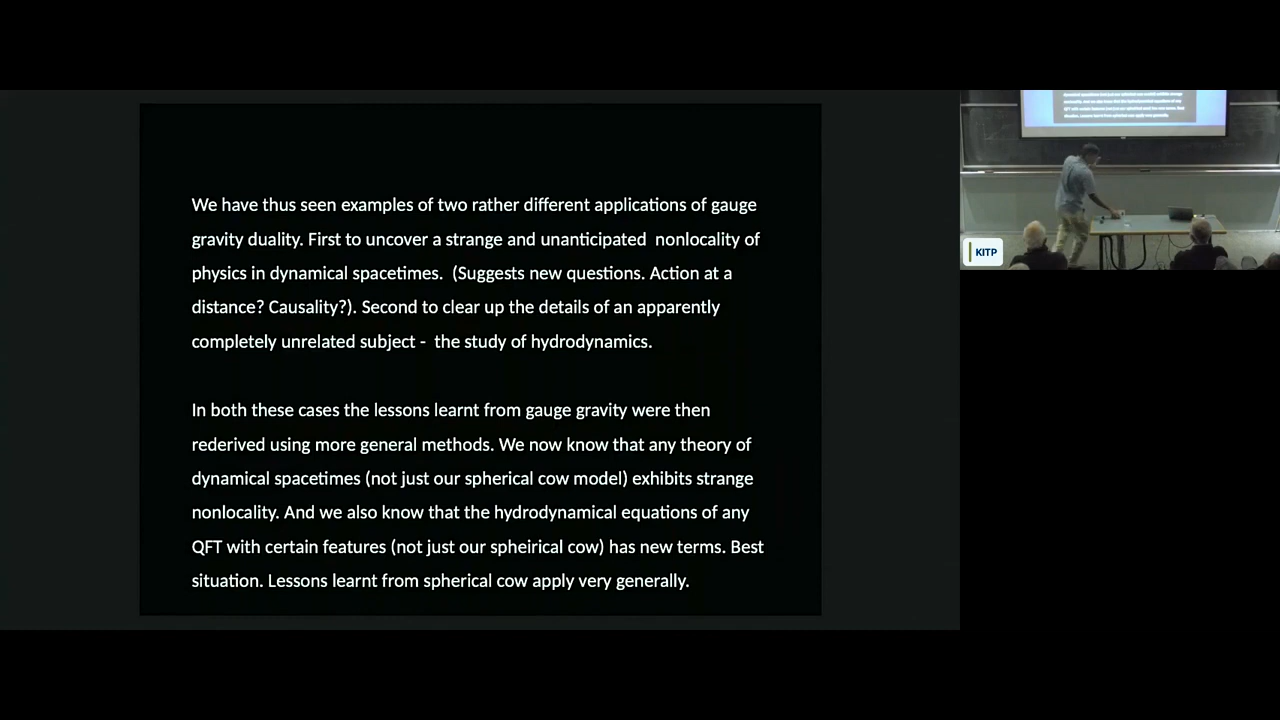 We have thus seen examples of two rather different applications of gauge
gravity duality. First to uncover a strange and unanticipated  nonlocality of
physics in dynamical spacetimes.  (Suggests new questions. Action at a
distance? Causality?). Second to clear up the details of an apparently
completely unrelated subject -  the study of hydrodynamics.
In both these cases the lessons learnt from gauge gravity were then
rederived using more general methods. We now know that any theory of
dynamical spacetimes (not just our spherical cow model) exhibits strange
nonlocality. And we also know that the hydrodynamical equations of any
QFT with certain features (not just our spheirical cow) has new terms. Best
situation. Lessons learnt from spherical cow apply very generally.
KITP